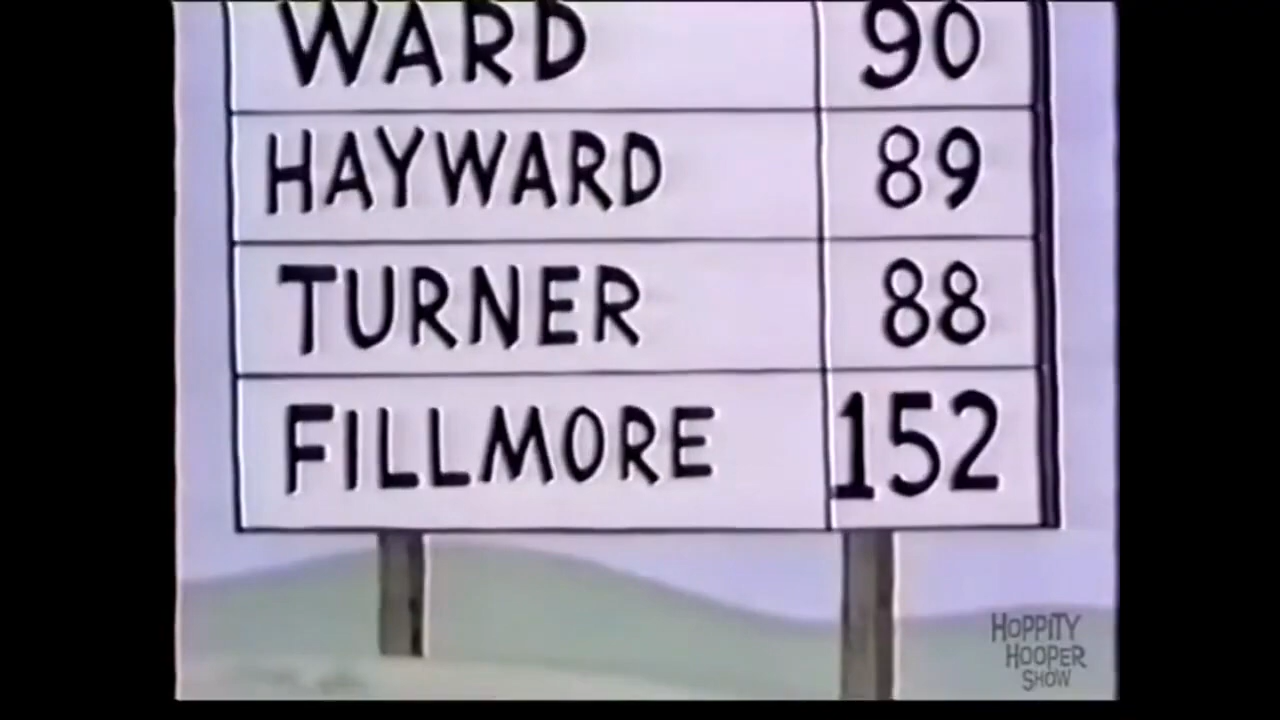 WARD 90
HAYWARD 89
TURNER 88
FILLMORE 152
HOPPITY
HOOPER
SHOW